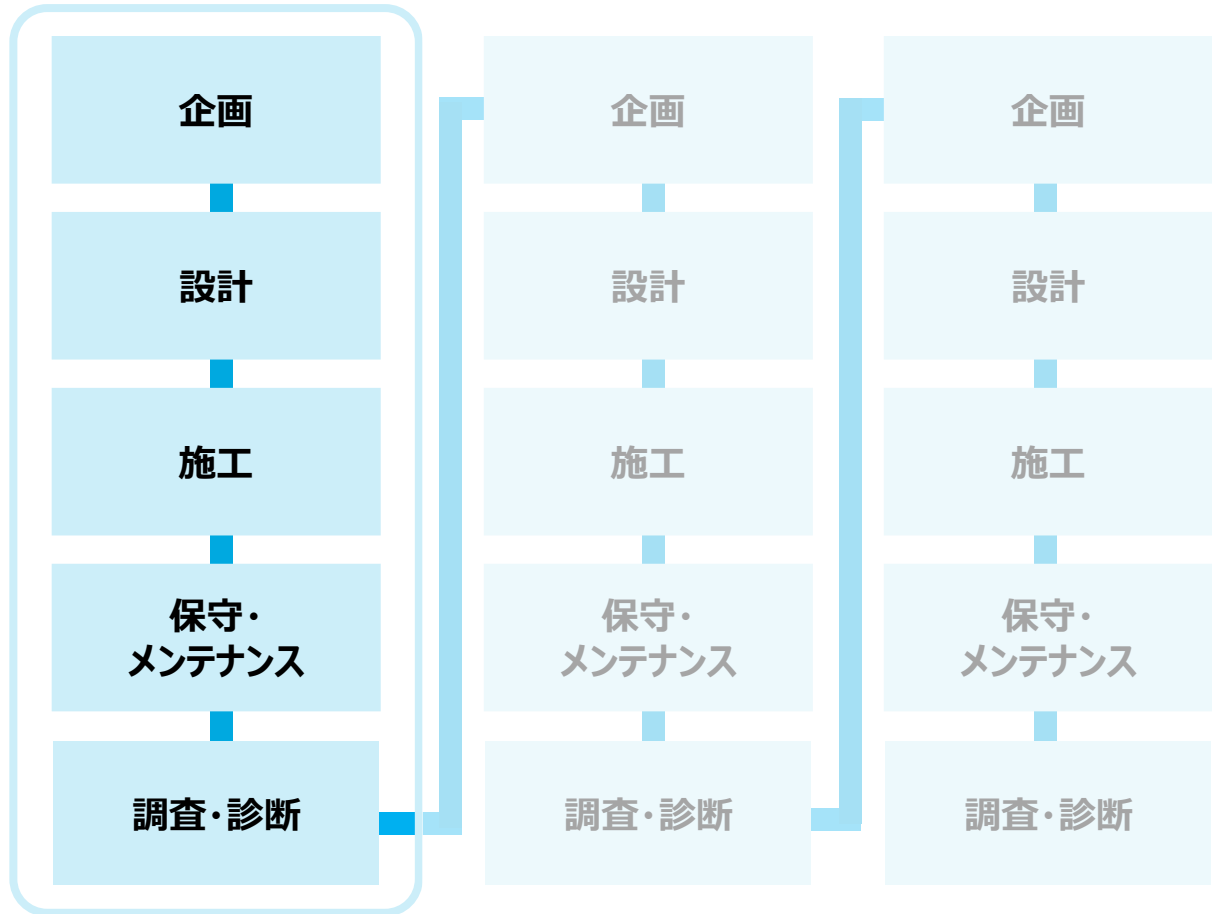 企画
設計
施工
保守・
メンテナンス
調査・診断
企画
設計
施工
保守・
メンテナンス
調査・診断
企画
設計
施工
保守・
メンテナンス
調査・診断